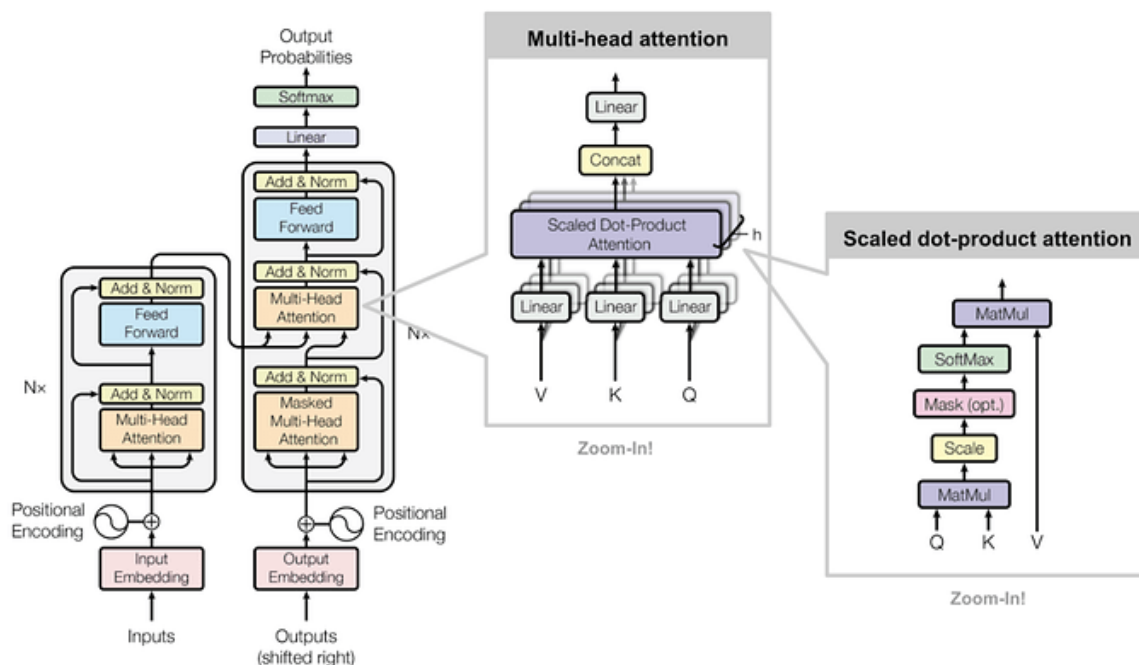 Output
Probabilities
Softmax
Linear
Add & Norm
Feed
Forward
Add & Norm
Multi-Head
Attention
Add & Norm
Masked
Multi-Head
Attention
N×
Positional
Encoding
Output
Embedding
Outputs
(shifted right)
Add & Norm
Feed
Forward
Add & Norm
Multi-Head
Attention
N×
Positional
Encoding
Input
Embedding
Inputs
Multi-head attention
Linear
Concat
Scaled Dot-Product
Attention
h
Linear Linear Linear
V K Q
Zoom-In!
Scaled dot-product attention
MatMul
SoftMax
Mask (opt.)
Scale
MatMul
Q K V
Zoom-In!